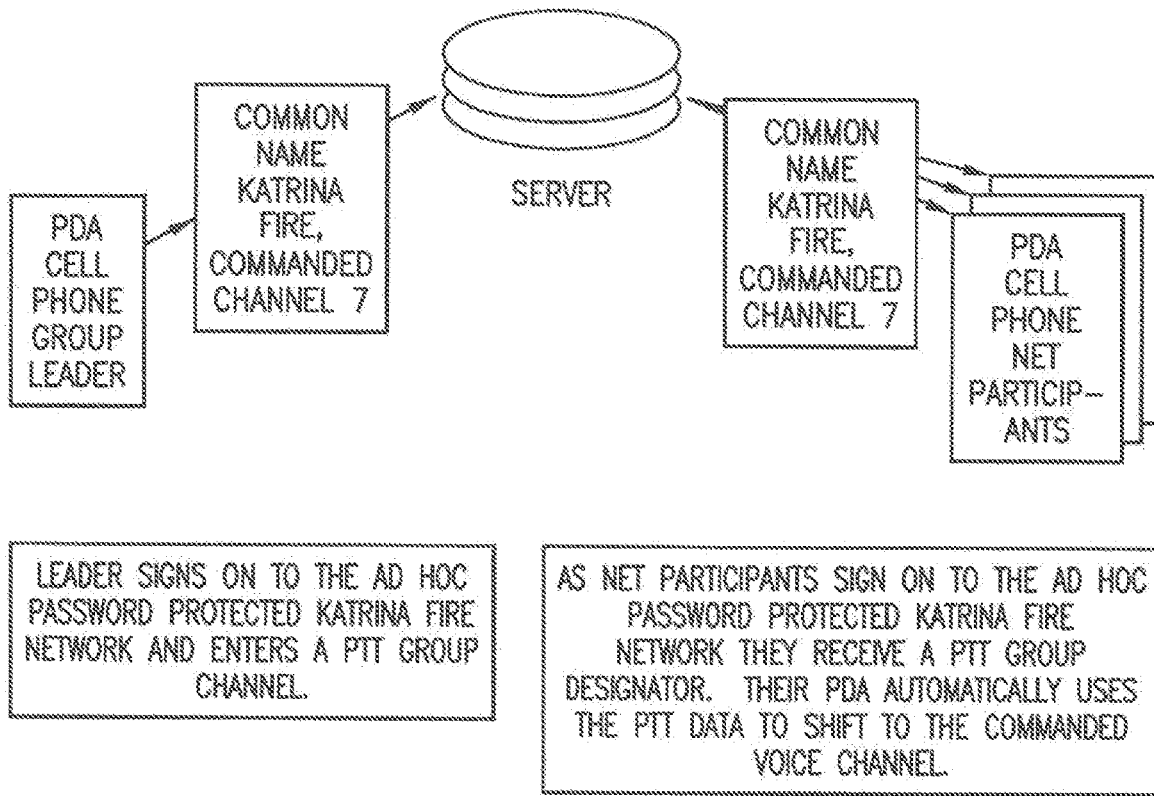 PDA
CELL
PHONE
GROUP
LEADER
COMMON
NAME
KATRINA
FIRE,
COMMANDED
CHANNEL 7
SERVER
COMMON
NAME
KATRINA
FIRE,
COMMANDED
CHANNEL 7
PDA
CELL
PHONE
NET
PARTICIP-
ANTS
LEADER SIGNS ON TO THE AD HOC
PASSWORD PROTECTED KATRINA FIRE
NETWORK AND ENTERS A PTT GROUP
CHANNEL.
AS NET PARTICIPANTS SIGN ON TO THE AD HOC
PASSWORD PROTECTED KATRINA FIRE
NETWORK THEY RECEIVE A PTT GROUP
DESIGNATOR. THEIR PDA AUTOMATICALLY USES
THE PTT DATA TO SHIFT TO THE COMMANDED
VOICE CHANNEL.